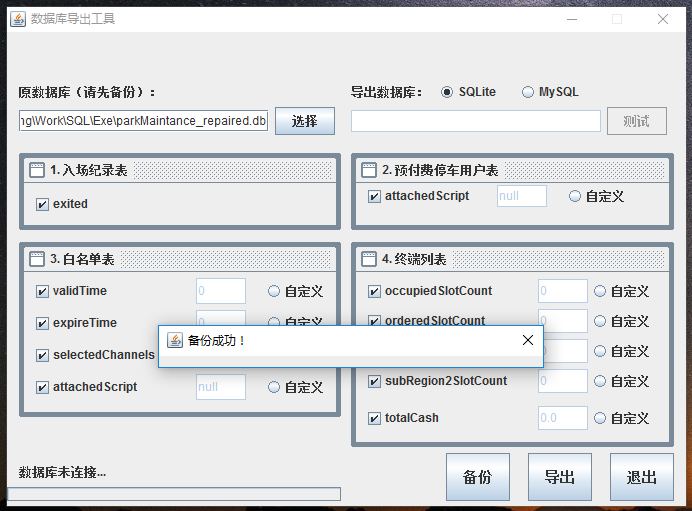 数据库导出工具
原数据库（请先备份）：
导出数据库： SQLite MySQL
ng\Work\SQL\Exe\parkMaintance_repaired.db 选择
测试
1. 入场纪录表
exited
2. 预付费停车用户表
attachedScript null 自定义
3. 白名单表
validTime 0 自定义
expireTime 0 自定义
selectedChannels
attachedScript null 自定义
4. 终端列表
occupiedSlotCount 0 自定义
orderedSlotCount 0 自定义
0 自定义
subRegion2SlotCount 0 自定义
totalCash 0.0 自定义
备份成功！
数据库未连接...
备份 导出 退出